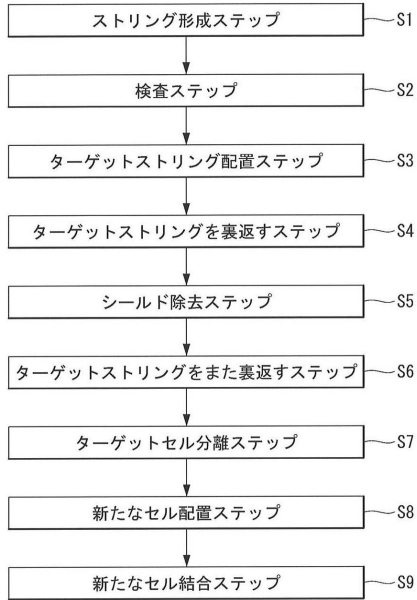 ストリング形成ステップ S1
検査ステップ S2
ターゲットストリング配置ステップ S3
ターゲットストリングを裏返すステップ S4
シールド除去ステップ S5
ターゲットストリングをまた裏返すステップ S6
ターゲットセル分離ステップ S7
新たなセル配置ステップ S8
新たなセル結合ステップ S9